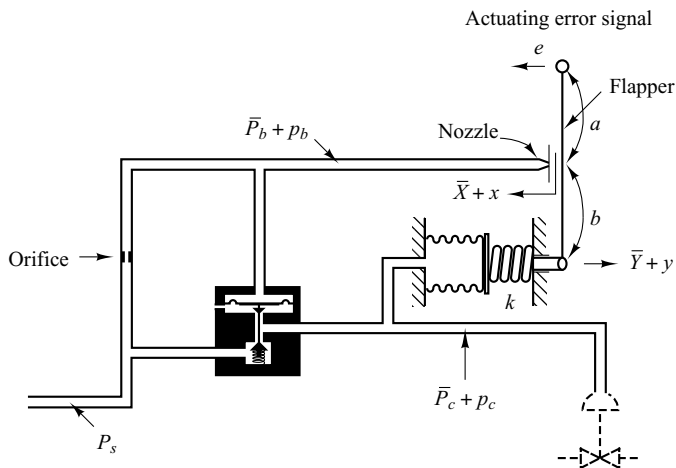 Actuating error signal
e
Flapper
a
P̅b + pb
Nozzle
X̅ + x
b
Orifice
Y̅ + y
k
P̅c + pc
Ps